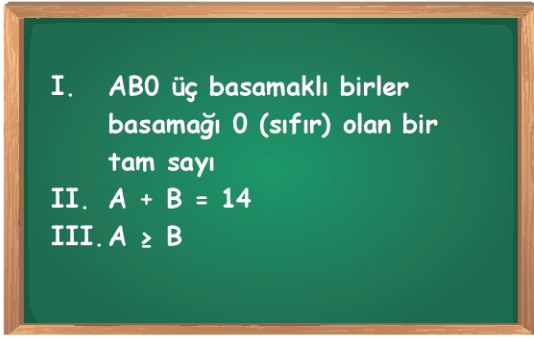 I. AB0 üç basamaklı birler
basamağı 0 (sıfır) olan bir
tam sayı
II. A + B = 14
III. A ≥ B